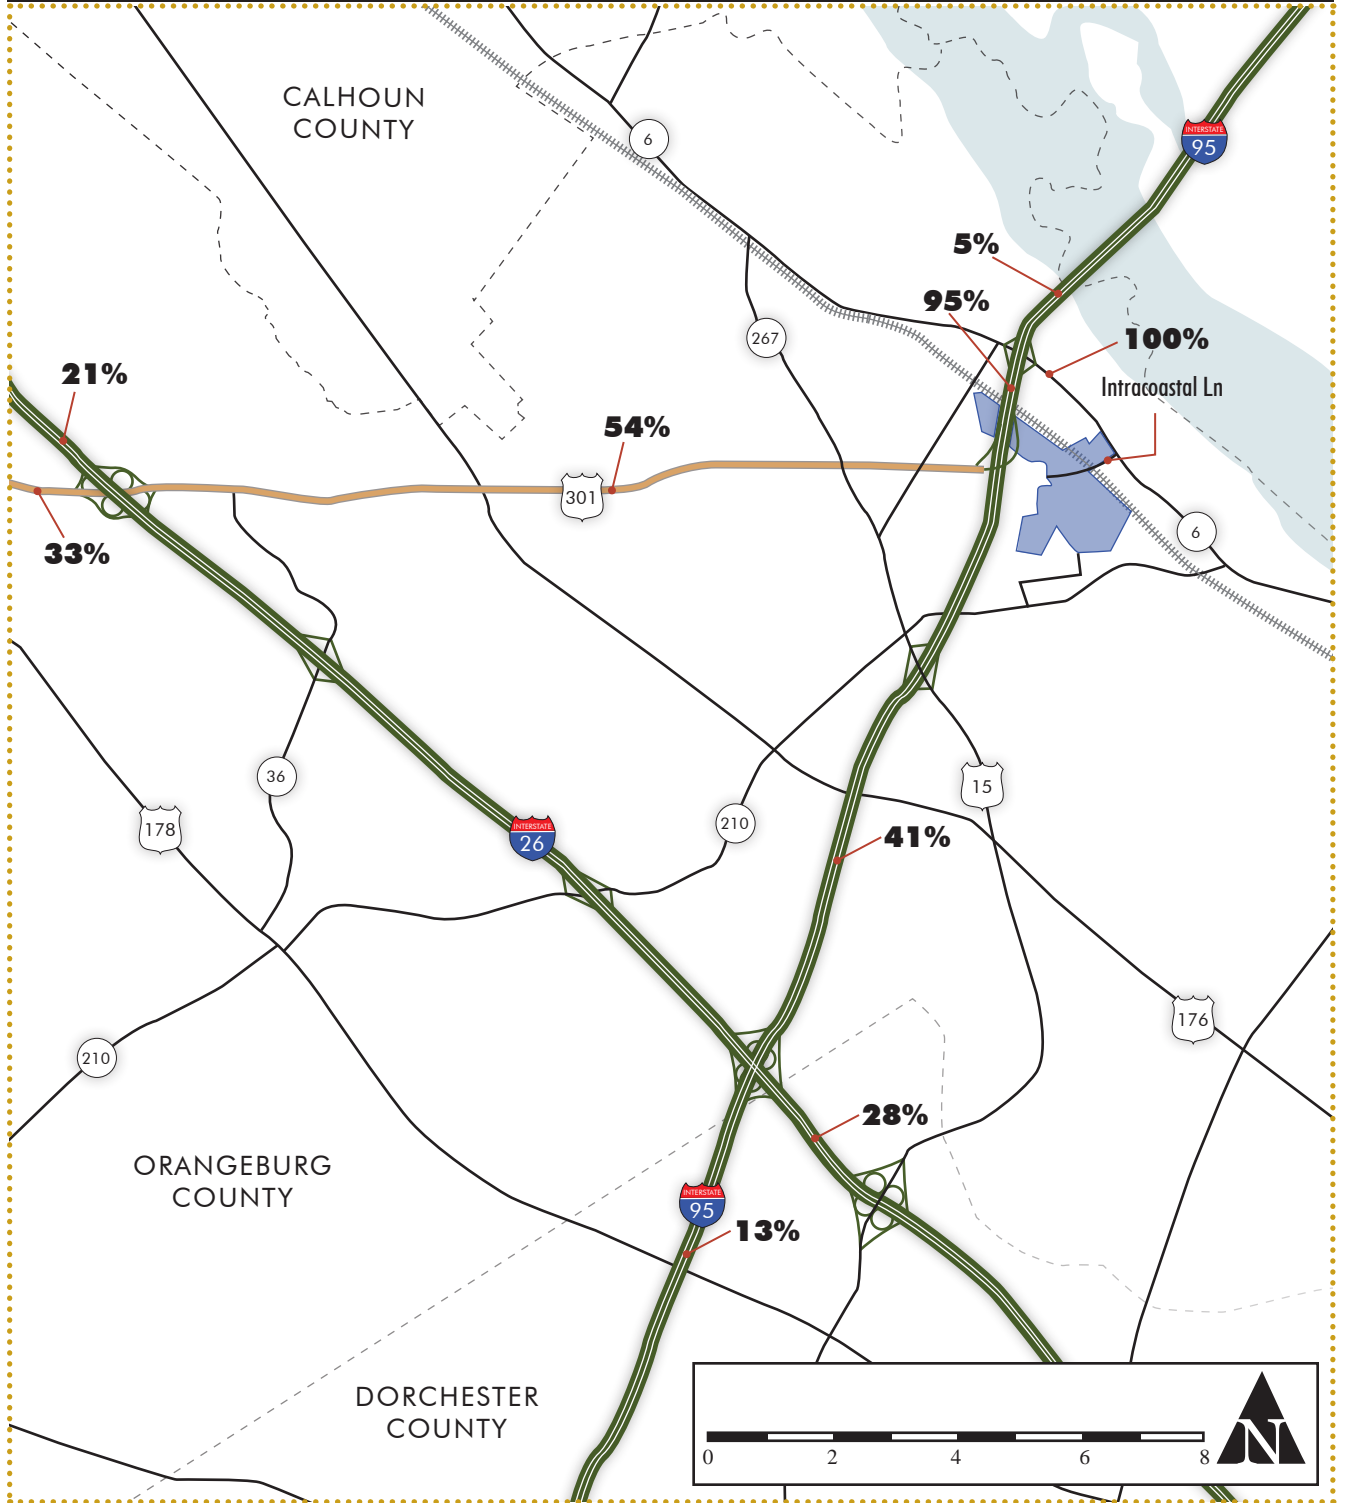 CALHOUN
COUNTY
6
INTERSTATE
95
5%
95%
267
100%
21%
Intracoastal Ln
54%
301
33%
6
36
15
178
210
INTERSTATE
26
41%
176
210
28%
ORANGEBURG
COUNTY
INTERSTATE
95
13%
DORCHESTER
COUNTY
0 2 4 6 8
N